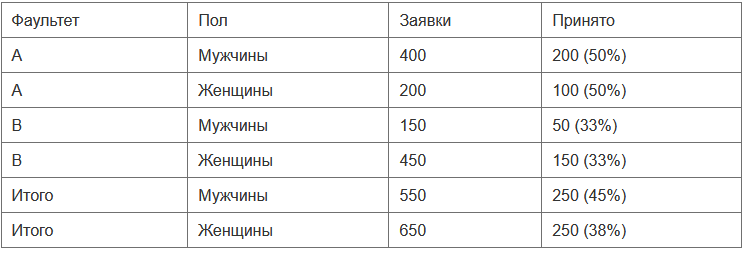 Фаультет Пол Заявки Принято
A Мужчины 400 200 (50%)
A Женщины 200 100 (50%)
B Мужчины 150 50 (33%)
B Женщины 450 150 (33%)
Итого Мужчины 550 250 (45%)
Итого Женщины 650 250 (38%)